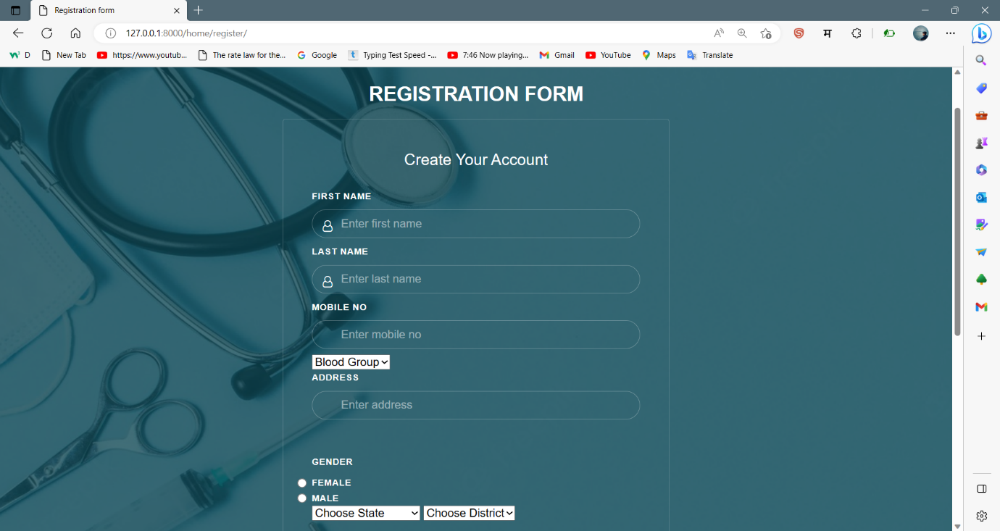 Registration form
127.0.0.1:8000/home/register/
D New Tab https://www.youtub... The rate law for the... Google Typing Test Speed -... 7:46 Now playing... Gmail YouTube Maps Translate
REGISTRATION FORM
Create Your Account
FIRST NAME
Enter first name
LAST NAME
Enter last name
MOBILE NO
Enter mobile no
Blood Group
ADDRESS
Enter address
GENDER
FEMALE
MALE
Choose State Choose District